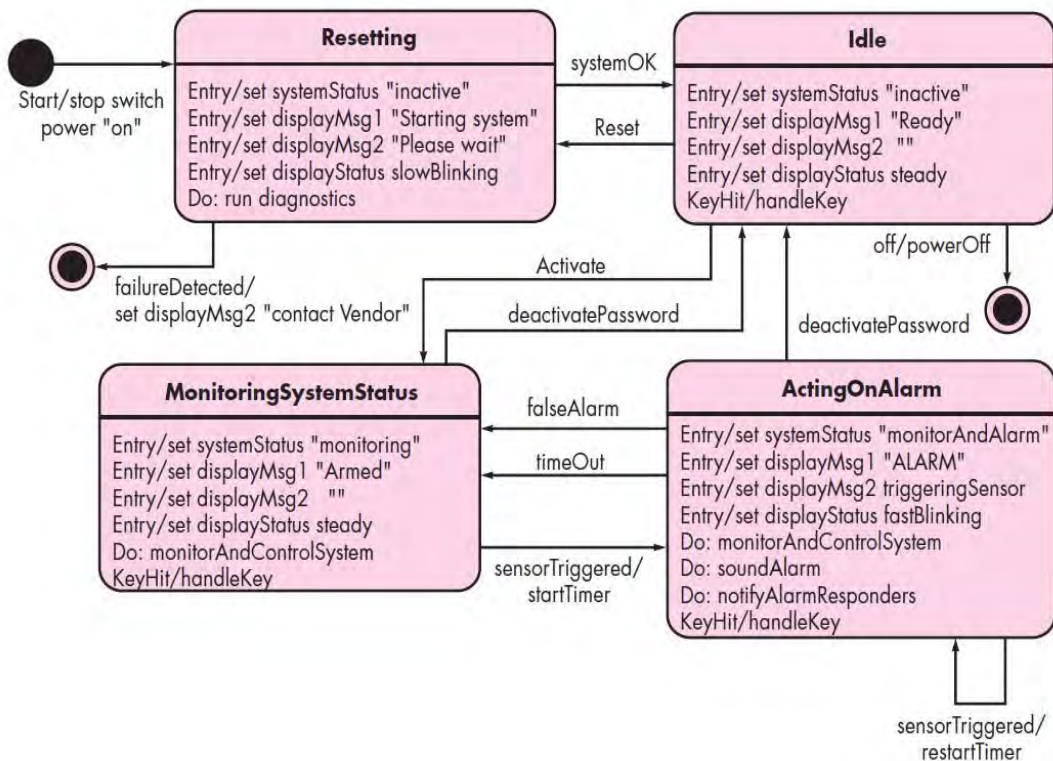 Resetting
Entry/set systemStatus "inactive"
Entry/set displayMsg1 "Starting system"
Entry/set displayMsg2 "Please wait"
Entry/set displayStatus slowBlinking
Do: run diagnostics
Start/stop switch
power "on"
systemOK
Reset
Idle
Entry/set systemStatus "inactive"
Entry/set displayMsg1 "Ready"
Entry/set displayMsg2 ""
Entry/set displayStatus steady
KeyHit/handleKey
failureDetected/
set displayMsg2 "contact Vendor"
Activate
deactivatePassword
off/powerOff
deactivatePassword
MonitoringSystemStatus
Entry/set systemStatus "monitoring"
Entry/set displayMsg1 "Armed"
Entry/set displayMsg2 ""
Entry/set displayStatus steady
Do: monitorAndControlSystem
KeyHit/handleKey
falseAlarm
timeOut
sensorTriggered/
startTimer
ActingOnAlarm
Entry/set systemStatus "monitorAndAlarm"
Entry/set displayMsg1 "ALARM"
Entry/set displayMsg2 triggeringSensor
Entry/set displayStatus fastBlinking
Do: monitorAndControlSystem
Do: soundAlarm
Do: notifyAlarmResponders
KeyHit/handleKey
sensorTriggered/
restartTimer